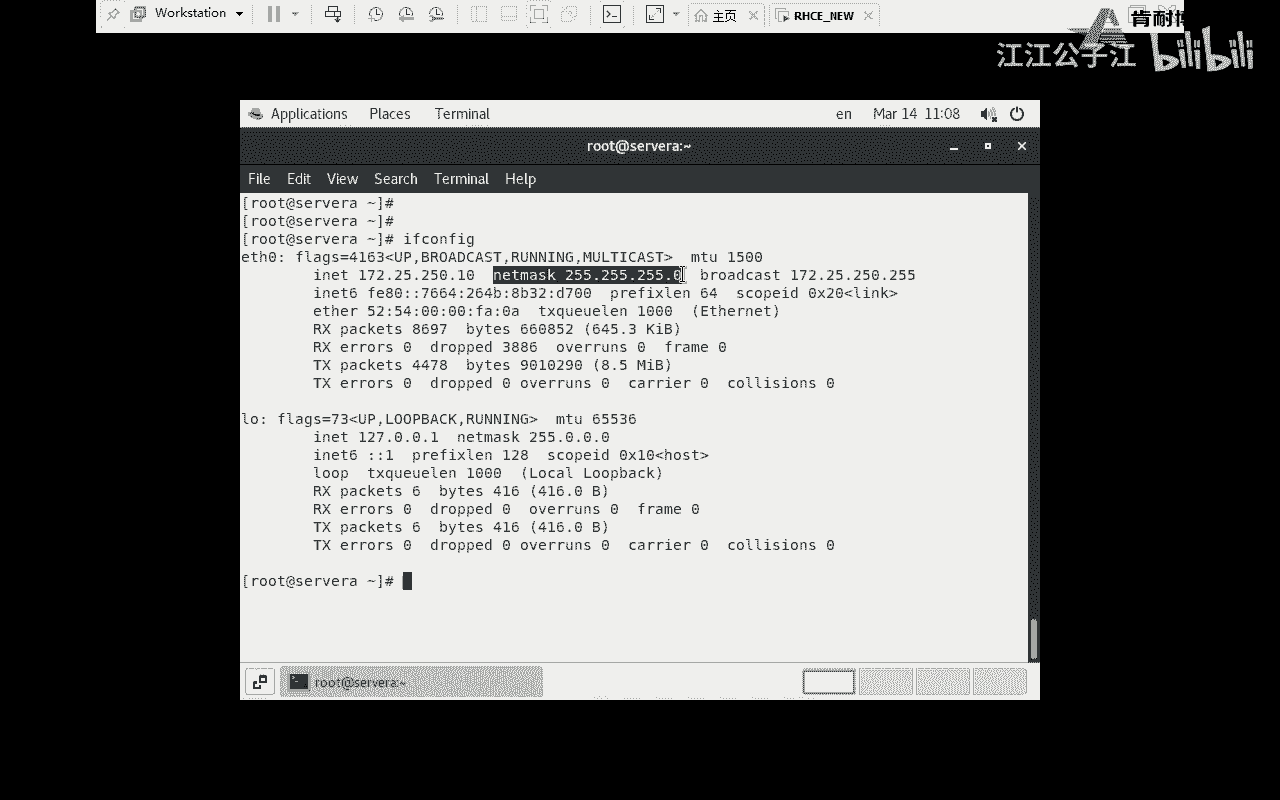 Workstation
主页
RHCE_NEW
江江公子江 bilibili
Applications Places Terminal en Mar 14 11:08
root@servera:~
File Edit View Search Terminal Help
[root@servera ~]#
[root@servera ~]#
[root@servera ~]# ifconfig
eth0: flags=4163<UP,BROADCAST,RUNNING,MULTICAST> mtu 1500
inet 172.25.250.10 netmask 255.255.255.0 broadcast 172.25.250.255
inet6 fe80::7664:264b:8b32:d700 prefixlen 64 scopeid 0x20<link>
ether 52:54:00:00:fa:0a txqueuelen 1000 (Ethernet)
RX packets 8697 bytes 660852 (645.3 KiB)
RX errors 0 dropped 3886 overruns 0 frame 0
TX packets 4478 bytes 9010290 (8.5 MiB)
TX errors 0 dropped 0 overruns 0 carrier 0 collisions 0
lo: flags=73<UP,LOOPBACK,RUNNING> mtu 65536
inet 127.0.0.1 netmask 255.0.0.0
inet6 ::1 prefixlen 128 scopeid 0x10<host>
loop txqueuelen 1000 (Local Loopback)
RX packets 6 bytes 416 (416.0 B)
RX errors 0 dropped 0 overruns 0 frame 0
TX packets 6 bytes 416 (416.0 B)
TX errors 0 dropped 0 overruns 0 carrier 0 collisions 0
[root@servera ~]#
root@servera:~